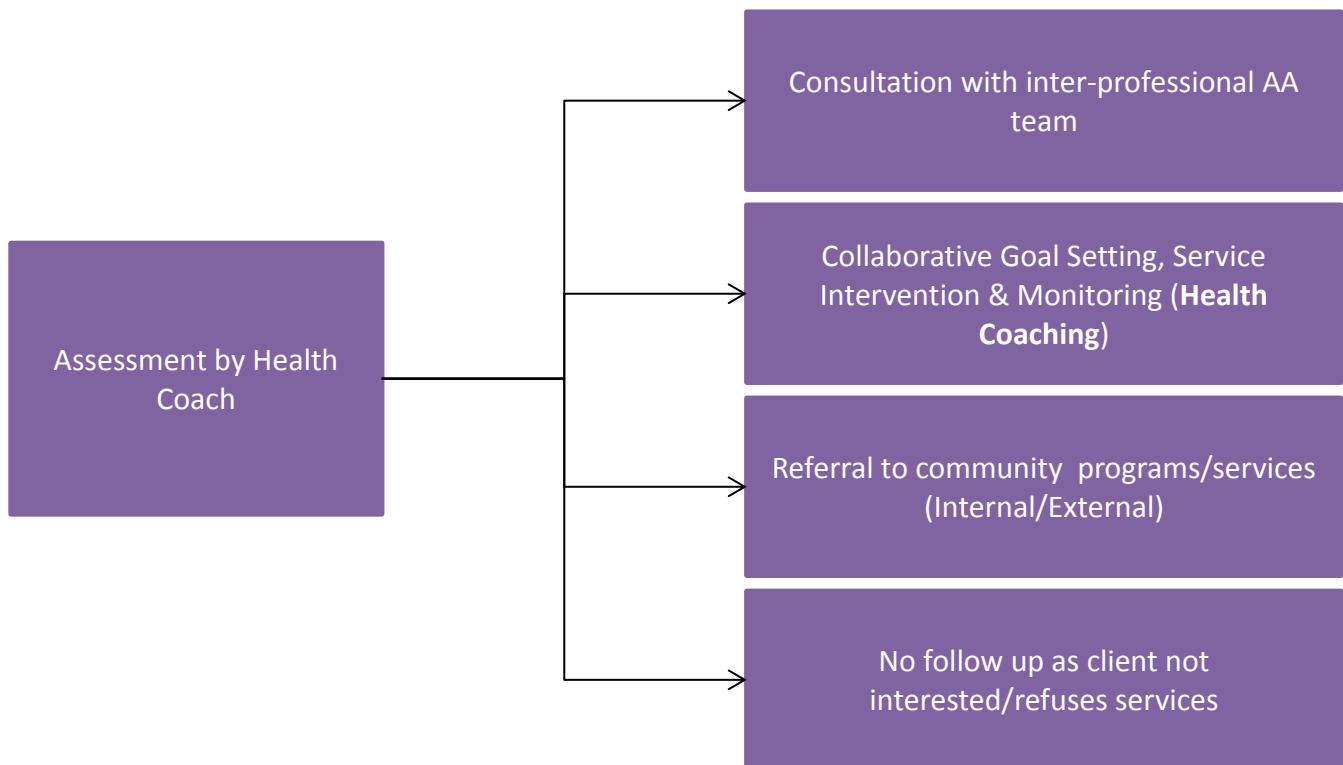 Consultation with inter-professional AA
team
Collaborative Goal Setting, Service
Intervention & Monitoring (Health
Coaching)
Assessment by Health
Coach
Referral to community  programs/services
(Internal/External)
No follow up as client not
interested/refuses services